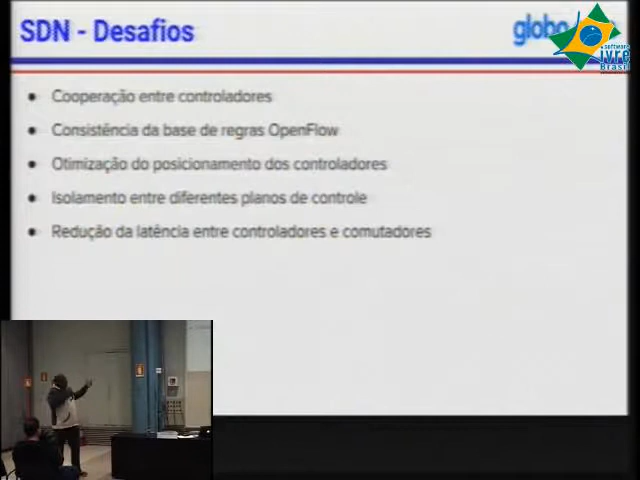 SDN - Desafios
globo
software
livre
Brasil
Cooperação entre controladores
Consistência da base de regras OpenFlow
Otimização do posicionamento dos controladores
Isolamento entre diferentes planos de controle
Redução da latência entre controladores e comutadores